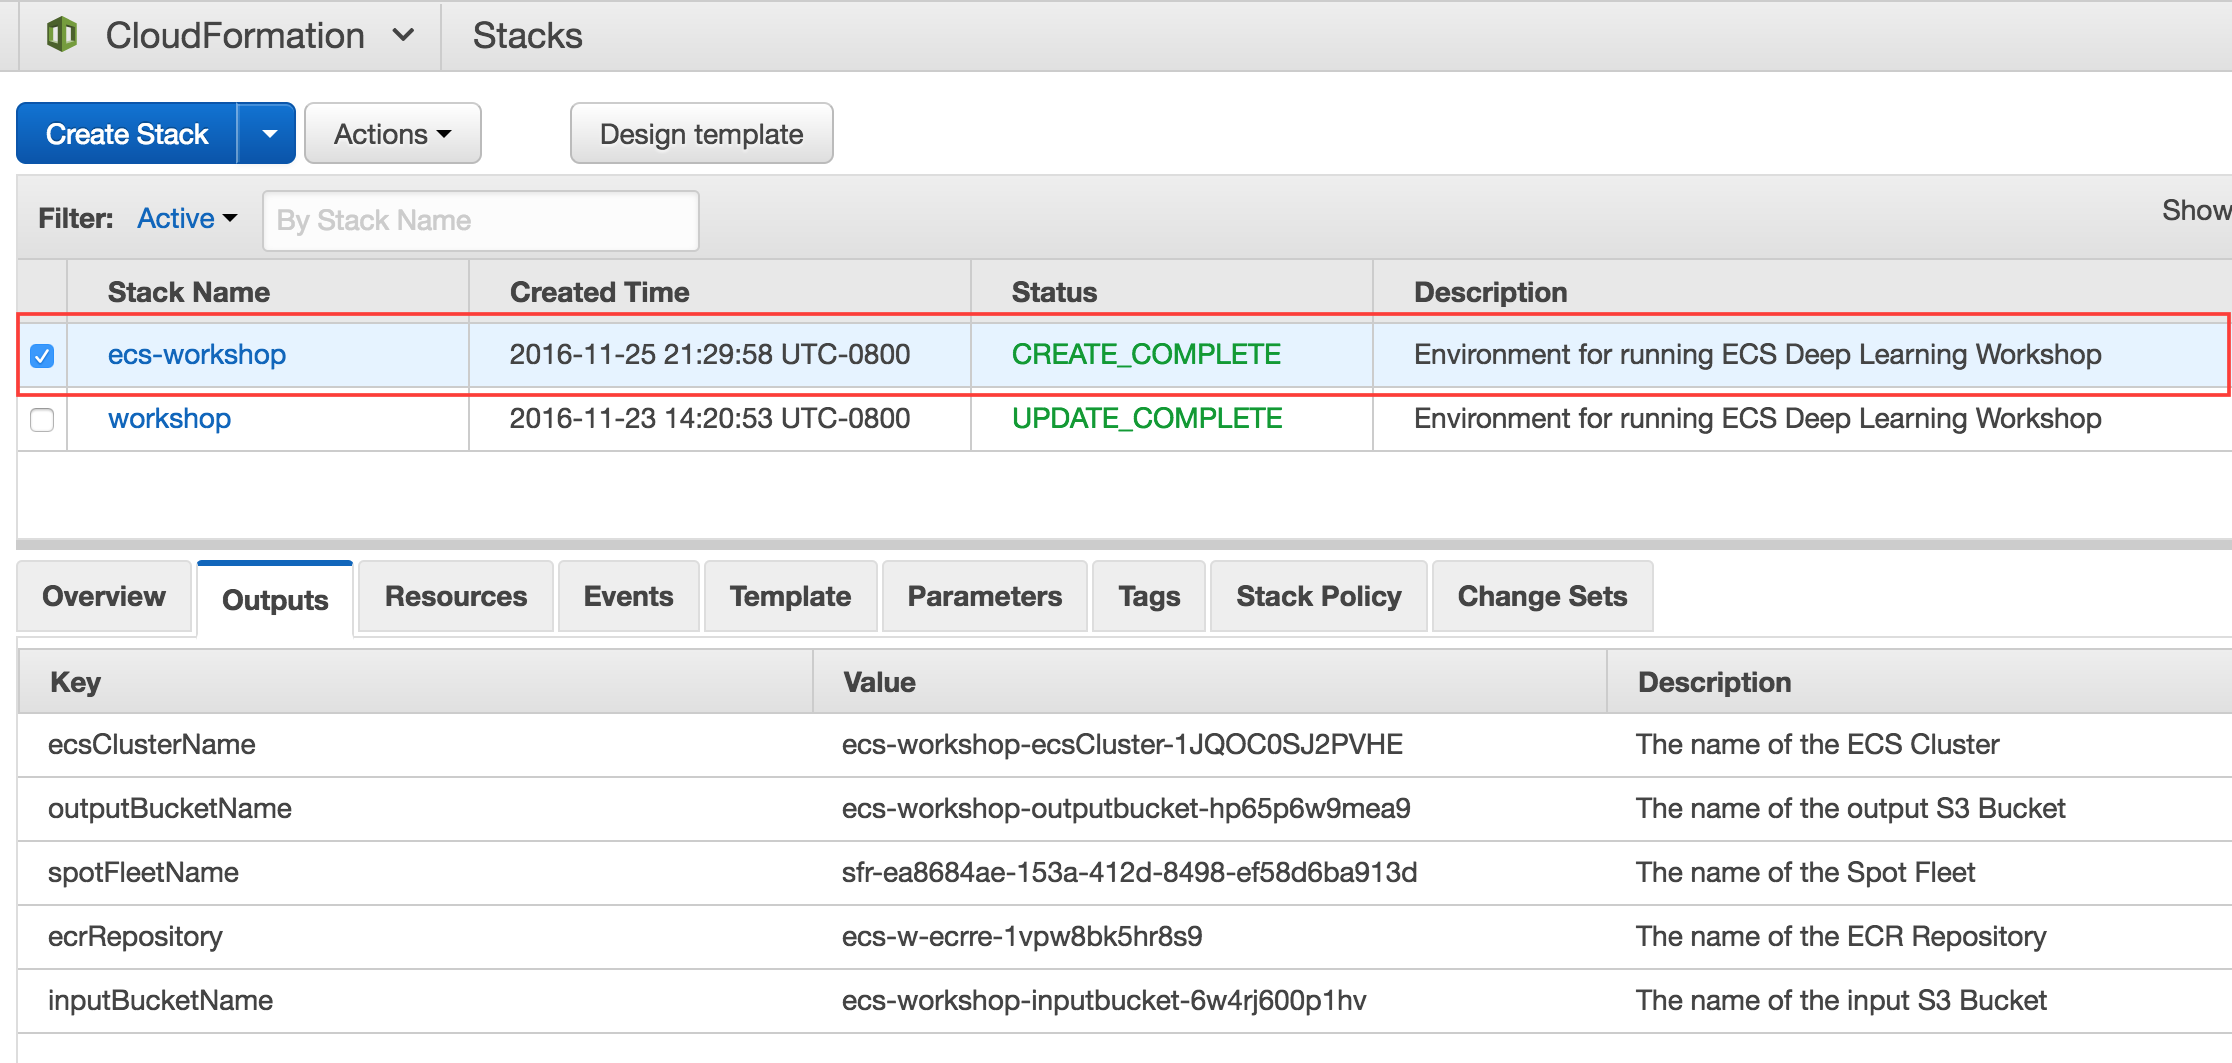 CloudFormation Stacks
Create Stack Actions Design template
Filter: Active By Stack Name Show
Stack Name Created Time Status Description
ecs-workshop 2016-11-25 21:29:58 UTC-0800 CREATE_COMPLETE Environment for running ECS Deep Learning Workshop
workshop 2016-11-23 14:20:53 UTC-0800 UPDATE_COMPLETE Environment for running ECS Deep Learning Workshop
Overview Outputs Resources Events Template Parameters Tags Stack Policy Change Sets
Key Value Description
ecsClusterName ecs-workshop-ecsCluster-1JQOC0SJ2PVHE The name of the ECS Cluster
outputBucketName ecs-workshop-outputbucket-hp65p6w9mea9 The name of the output S3 Bucket
spotFleetName sfr-ea8684ae-153a-412d-8498-ef58d6ba913d The name of the Spot Fleet
ecrRepository ecs-w-ecrre-1vpw8bk5hr8s9 The name of the ECR Repository
inputBucketName ecs-workshop-inputbucket-6w4rj600p1hv The name of the input S3 Bucket